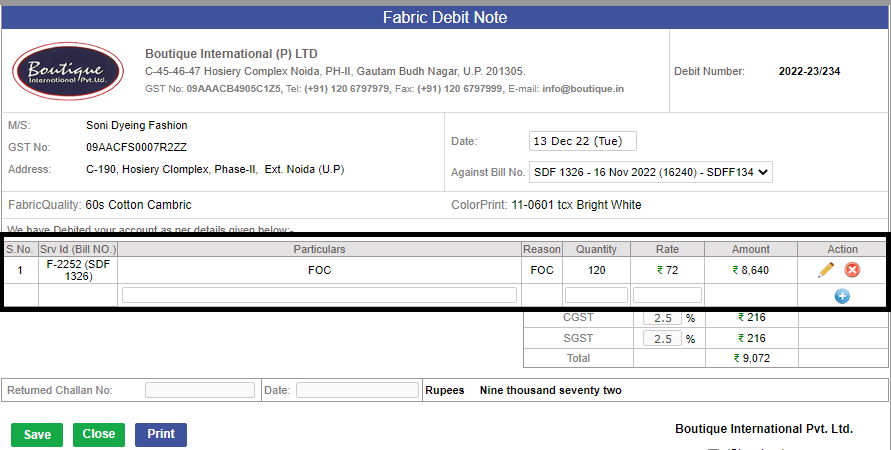 Fabric Debit Note
Boutique
International Pvt. Ltd.
Boutique International (P) LTD
C-45-46-47 Hosiery Complex Noida, PH-II, Gautam Budh Nagar, U.P. 201305.
GST No: 09AAACB4905C1Z5, Tel: (+91) 120 6797979, Fax: (+91) 120 6797999, E-mail: info@boutique.in
Debit Number: 2022-23/234
M/S: Soni Dyeing Fashion
GST No: 09AACFS0007R2ZZ
Address: C-190, Hosiery Clomplex, Phase-II, Ext. Noida (U.P)
Date: 13 Dec 22 (Tue)
Against Bill No. SDF 1326 - 16 Nov 2022 (16240) - SDFF134
FabricQuality: 60s Cotton Cambric ColorPrint: 11-0601 tcx Bright White
We have Debited your account as per details given below:-
S.No. Srv Id (Bill NO.) Particulars Reason Quantity Rate Amount Action
1 F-2252 (SDF 1326) FOC FOC 120 ₹ 72 ₹ 8,640
CGST 2.5 % ₹ 216
SGST 2.5 % ₹ 216
Total ₹ 9,072
Returned Challan No: Date: Rupees Nine thousand seventy two
Boutique International Pvt. Ltd.
Save Close Print